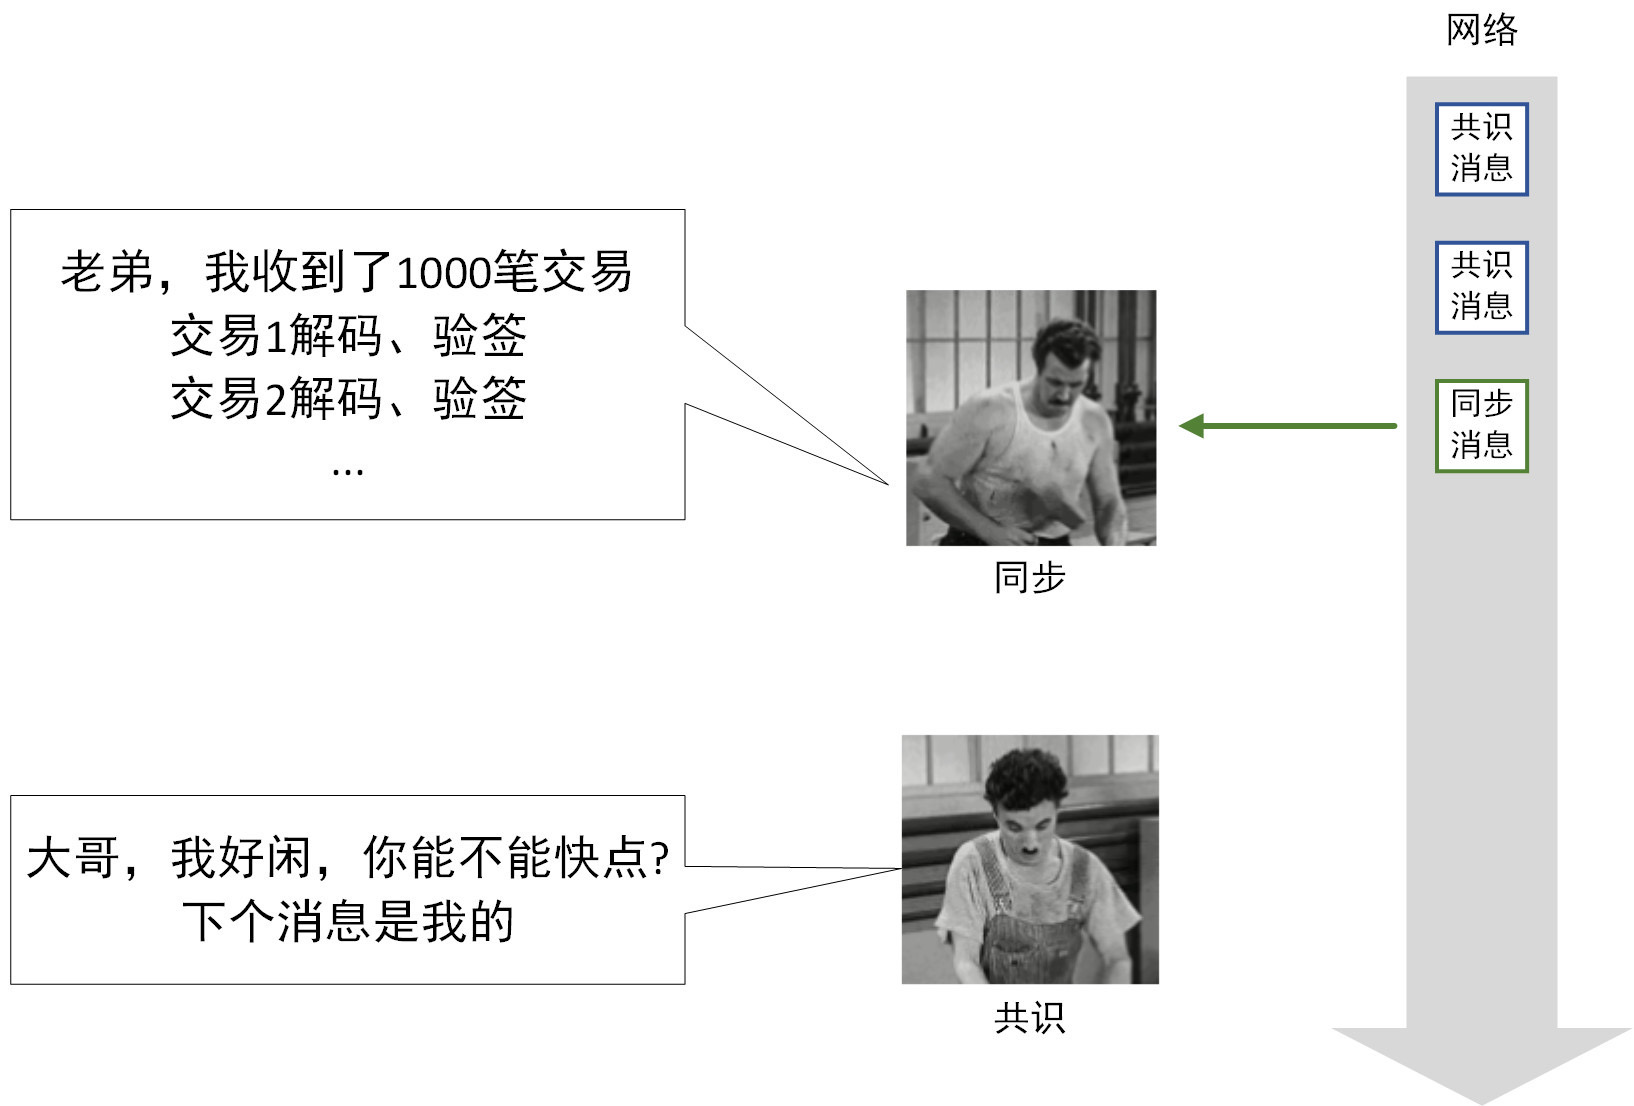 网络
共识
消息
共识
消息
同步
消息
老弟，我收到了1000笔交易
交易1解码、验签
交易2解码、验签
...
同步
大哥，我好闲，你能不能快点?
下个消息是我的
共识